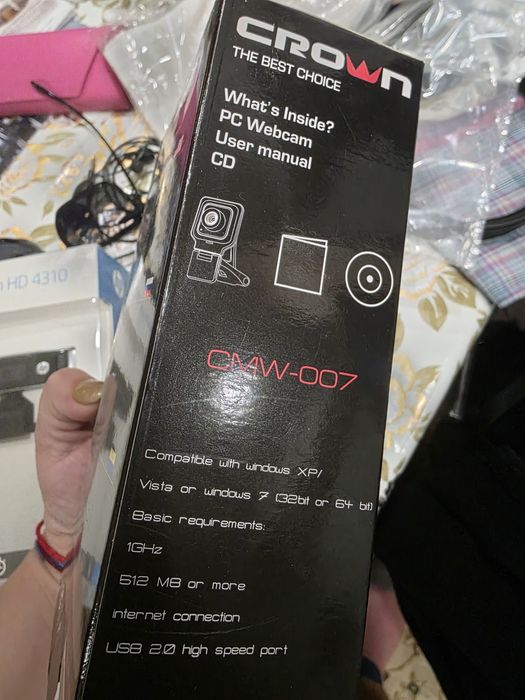 CROWN
THE BEST CHOICE
What's Inside?
PC Webcam
User manual
CD
HD 4310
CMW-007
Compatible with windows XP/
Vista or windows 7 (32bit or 64 bit)
Basic requirements:
1GHz
512 MB or more
internet connection
USB 2.0 high speed port